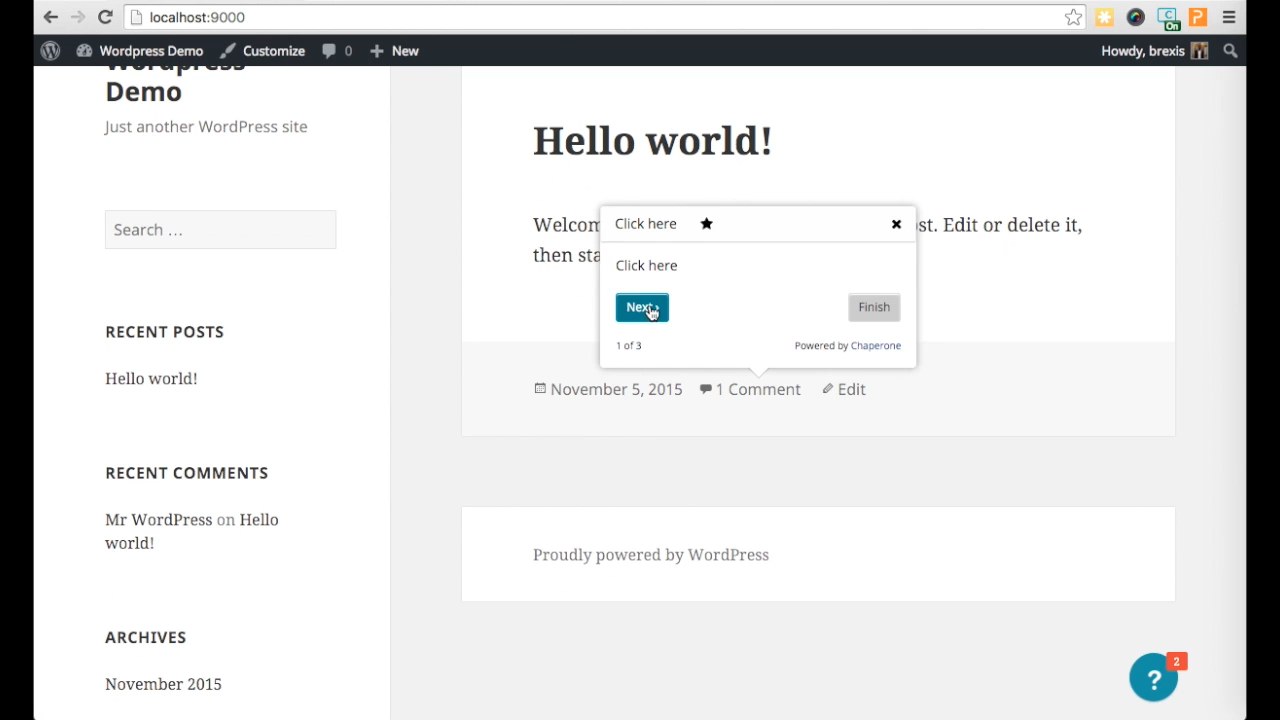 localhost:9000
C
On
P
Wordpress Demo
Customize
0
New
Howdy, brexis
Wordpress
Demo
Just another WordPress site
Search …
RECENT POSTS
Hello world!
RECENT COMMENTS
Mr WordPress on Hello
world!
ARCHIVES
November 2015
Hello world!
Welcom
st. Edit or delete it,
then sta
Click here
Click here
Next ›
Finish
1 of 3
Powered by Chaperone
November 5, 2015
1 Comment
Edit
Proudly powered by WordPress
?
2